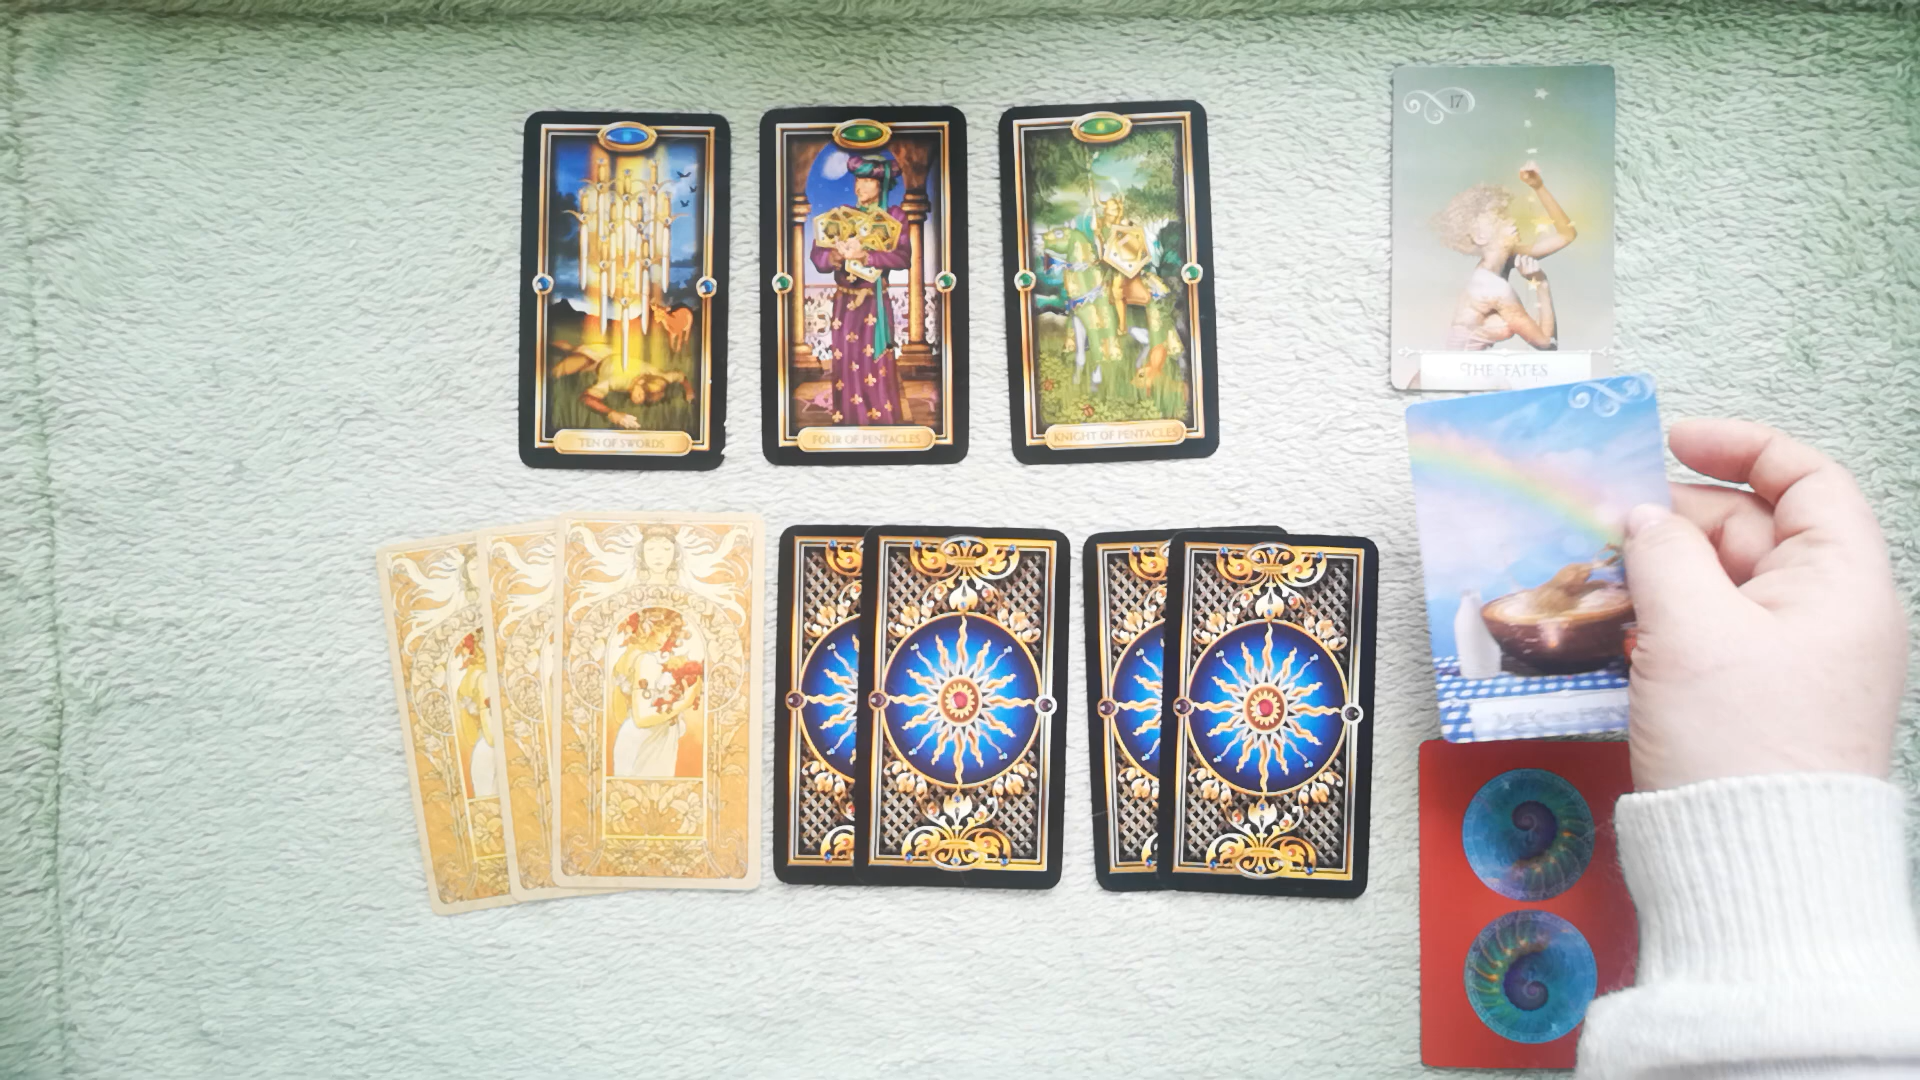 TEN OF SWORDS
FOUR OF PENTACLES
KNIGHT OF PENTACLES
17
THE FATES